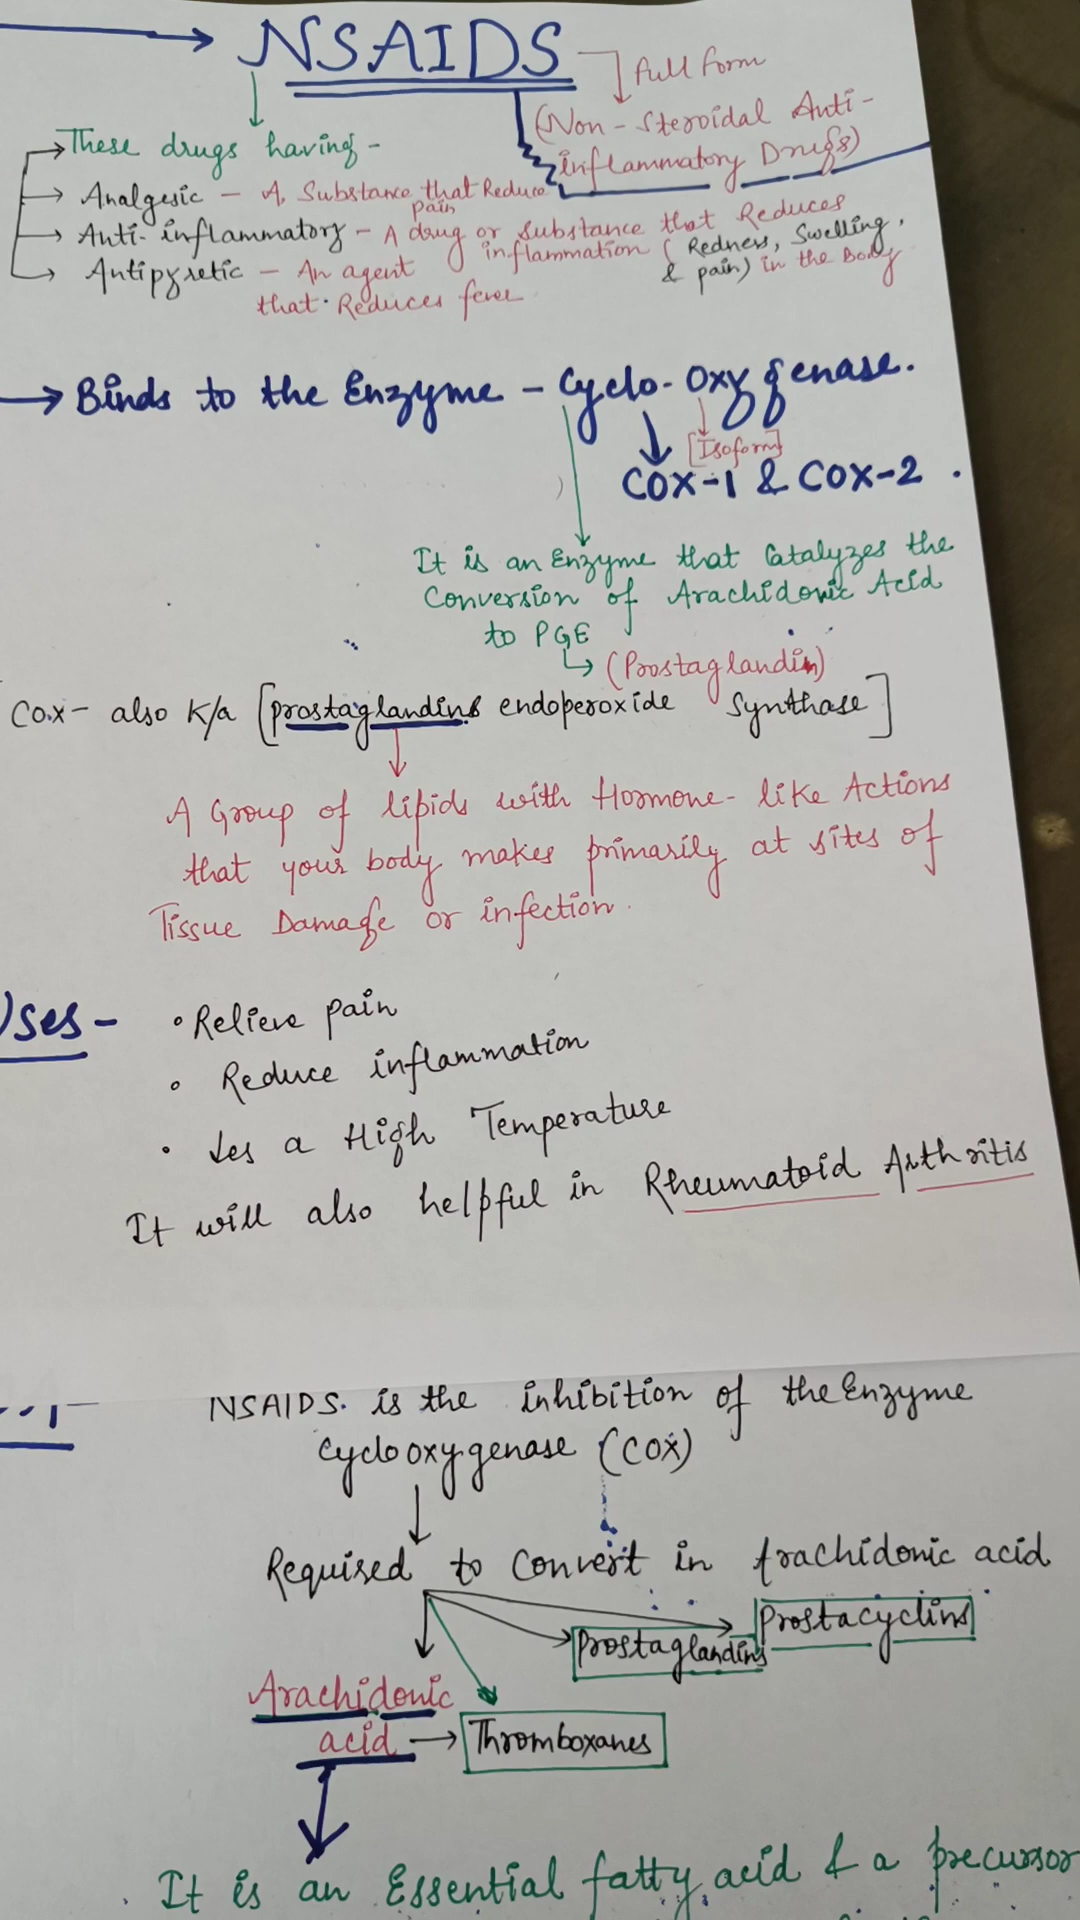 NSAIDS
full form
(Non-Steroidal Anti-
inflammatory Drugs)
These drugs having -
Analgesic - A Substance that Reduce
pain
Anti-inflammatory - A drug or Substance that Reduces
inflammation ( Redness, Swelling,
& pain) in the Body
Antipyretic - An agent
that Reduces fever
Binds to the Enzyme - Cyclo-Oxygenase.
[Isoform]
COX-1 & COX-2.
It is an Enzyme that Catalyzes the
Conversion of Arachidonic Acid
to PGE
(Prostaglandin)
Cox- also K/a [prostaglandins endoperoxide Synthase]
A Group of lipids with Hormone-like Actions
that your body makes primarily at sites of
Tissue Damage or infection.
Uses -
• Relieve pain
• Reduce inflammation
• Les a High Temperature
It will also helpful in Rheumatoid Arthritis
NSAIDS. is the inhibition of the Enzyme
Cyclooxygenase (COX)
Required to Convert in Arachidonic acid
Prostacyclins
Prostaglandins
Arachidonic
acid → Thromboxanes
It is an Essential fatty acid & a precursor